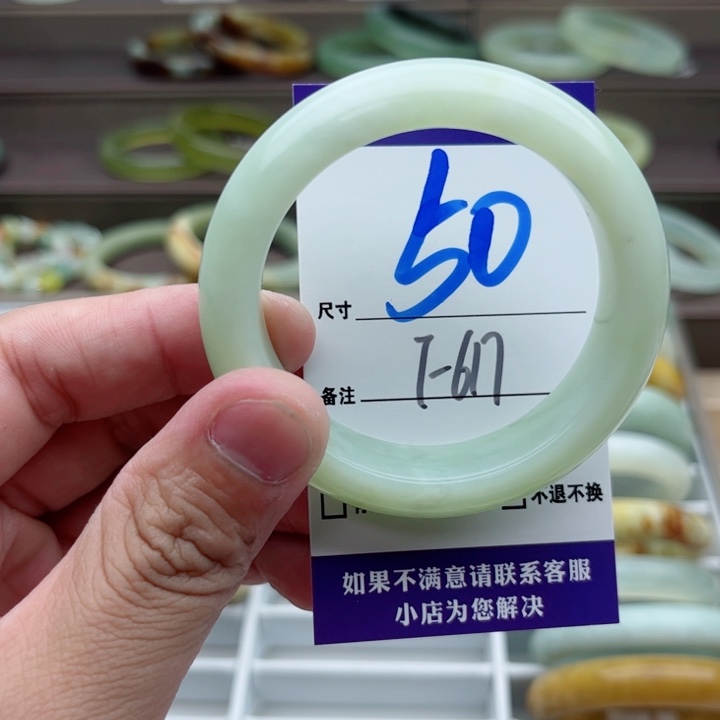 50
尺寸
T-617
备注
不退不换
如果不满意请联系客服
小店为您解决